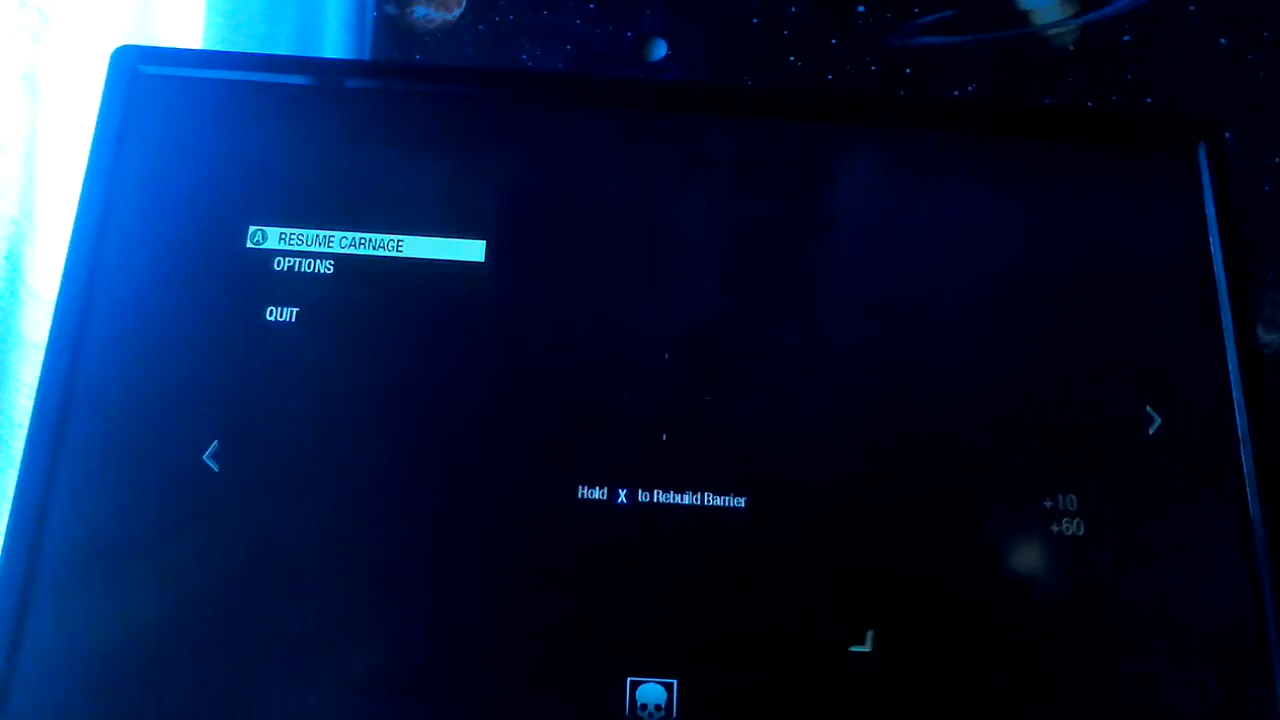 A RESUME CARNAGE
OPTIONS
QUIT
Hold X to Rebuild Barrier
+10
+60